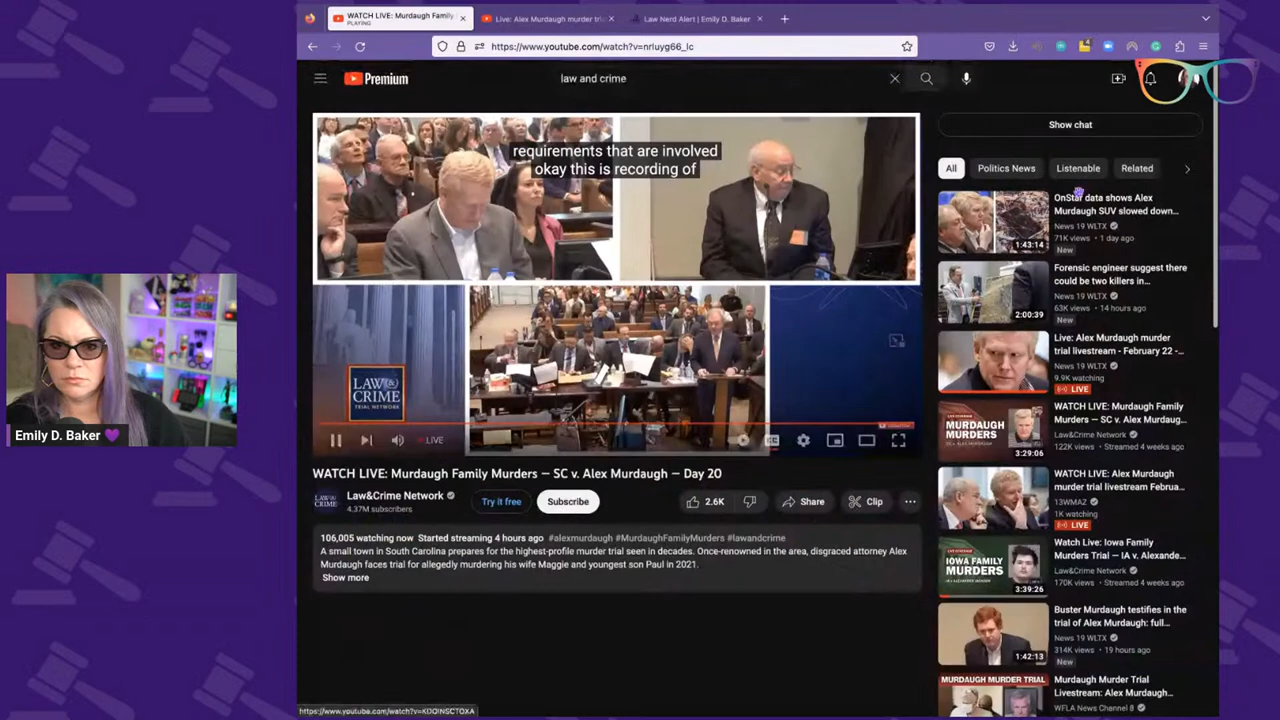 WATCH LIVE: Murdaugh Family
PLAYING
Live: Alex Murdaugh murder tri
Law Nerd Alert | Emily D. Baker
https://www.youtube.com/watch?v=nrluyg66_lc
Premium
law and crime
requirements that are involved
okay this is recording of
LAW&
CRIME
TRIAL NETWORK
LIVE
WATCH LIVE: Murdaugh Family Murders — SC v. Alex Murdaugh — Day 20
Law&Crime Network
4.37M subscribers
Try it free
Subscribe
2.6K
Share
Clip
106,005 watching now Started streaming 4 hours ago #alexmurdaugh #MurdaughFamilyMurders #lawandcrime
A small town in South Carolina prepares for the highest-profile murder trial seen in decades. Once-renowned in the area, disgraced attorney Alex
Murdaugh faces trial for allegedly murdering his wife Maggie and youngest son Paul in 2021.
Show more
Emily D. Baker 💜
Show chat
All
Politics News
Listenable
Related
OnStar data shows Alex
Murdaugh SUV slowed down...
News 19 WLTX
71K views • 1 day ago
New
1:43:14
Forensic engineer suggest there
could be two killers in...
News 19 WLTX
63K views • 14 hours ago
New
2:00:39
Live: Alex Murdaugh murder
trial livestream - February 22 -...
News 19 WLTX
9.9K watching
LIVE
WATCH LIVE: Murdaugh Family
Murders — SC v. Alex Murdaug...
Law&Crime Network
122K views • Streamed 4 weeks ago
MURDAUGH
MURDERS
3:29:06
WATCH LIVE: Alex Murdaugh
murder trial livestream Februa...
13WMAZ
1K watching
LIVE
Watch Live: Iowa Family
Murders Trial — IA v. Alexande...
Law&Crime Network
170K views • Streamed 4 weeks ago
IOWA FAMILY
MURDERS
3:39:26
Buster Murdaugh testifies in the
trial of Alex Murdaugh: full...
News 19 WLTX
314K views • 19 hours ago
New
1:42:13
Murdaugh Murder Trial
Livestream: Alex Murdaugh...
WFLA News Channel 8
MURDAUGH MURDER TRIAL